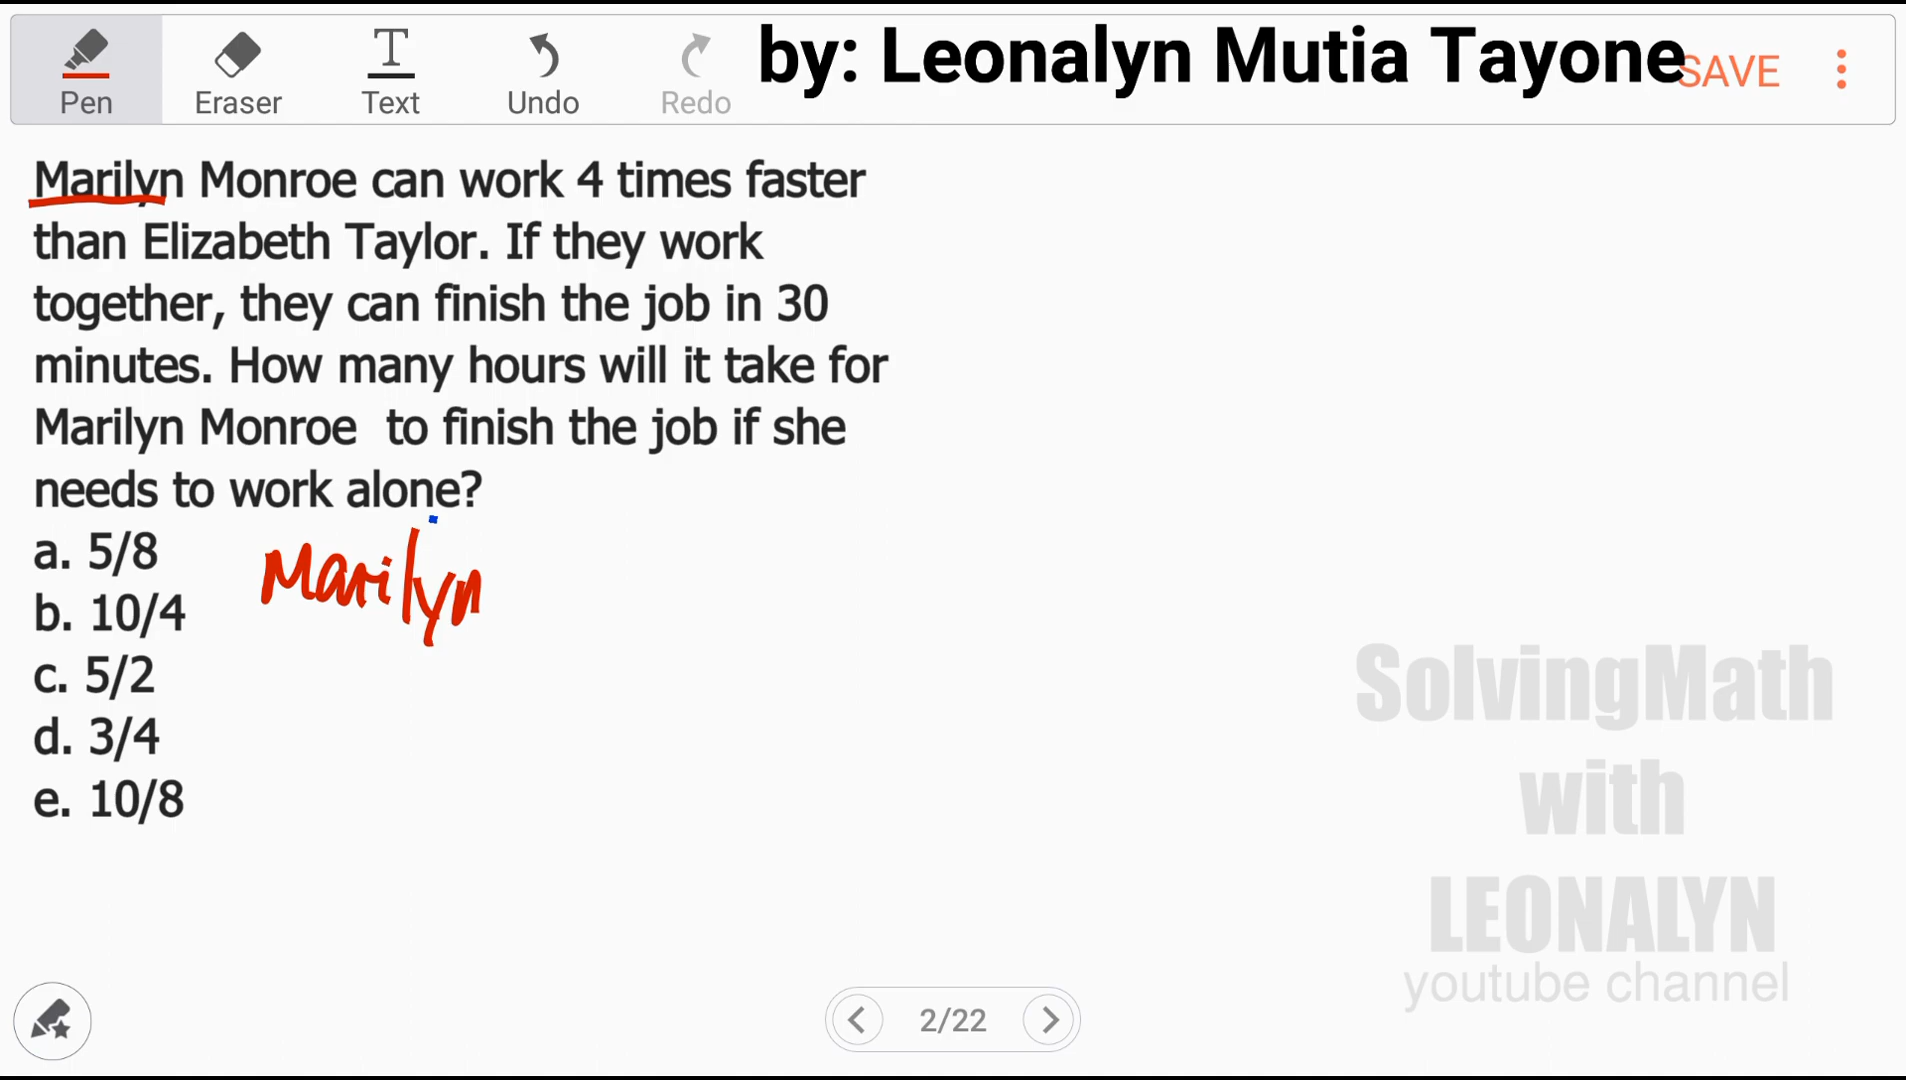 by: Leonalyn Mutia Tayone
Pen
Eraser
T
Text
Undo
Redo
SAVE
Marilyn Monroe can work 4 times faster
than Elizabeth Taylor. If they work
together, they can finish the job in 30
minutes. How many hours will it take for
Marilyn Monroe to finish the job if she
needs to work alone?
a. 5/8
b. 10/4
c. 5/2
d. 3/4
e. 10/8
Marilyn
SolvingMath
with
LEONALYN
youtube channel
2/22